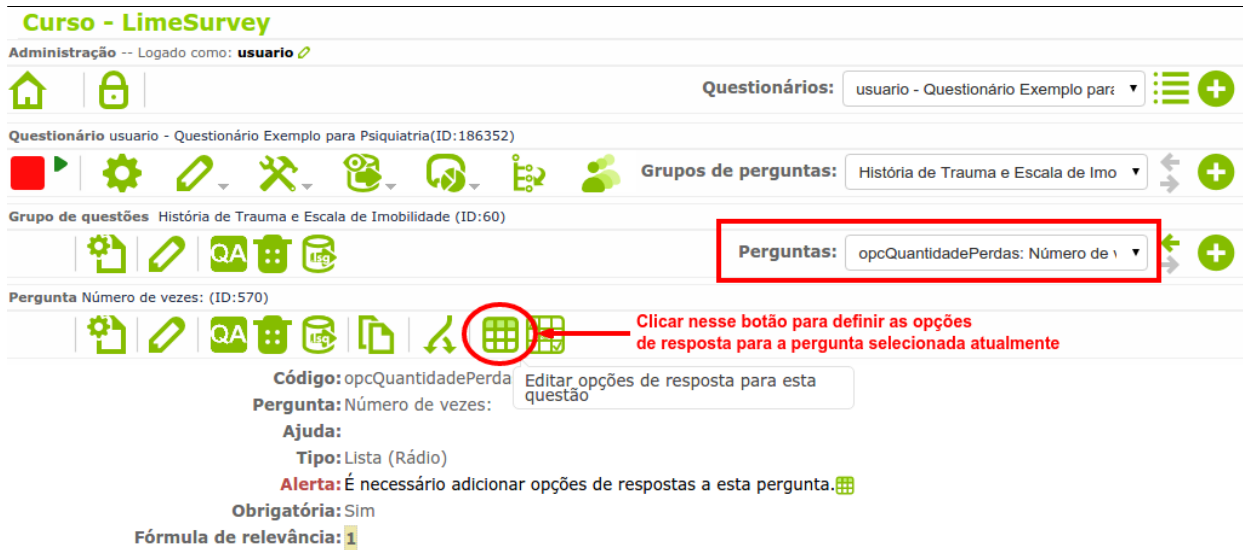 Curso - LimeSurvey
Administração -- Logado como: usuario
Questionários: usuario - Questionário Exemplo para
Questionário usuario - Questionário Exemplo para Psiquiatria(ID:186352)
Grupos de perguntas: História de Trauma e Escala de Imo
Grupo de questões História de Trauma e Escala de Imobilidade (ID:60)
QA
lsg
Perguntas: opcQuantidadePerdas: Número de v
Pergunta Número de vezes: (ID:570)
QA
lsg
Clicar nesse botão para definir as opções
de resposta para a pergunta selecionada atualmente
Código: opcQuantidadePerda
Editar opções de resposta para esta
questão
Pergunta: Número de vezes:
Ajuda:
Tipo: Lista (Rádio)
Alerta: É necessário adicionar opções de respostas a esta pergunta.
Obrigatória: Sim
Fórmula de relevância: 1